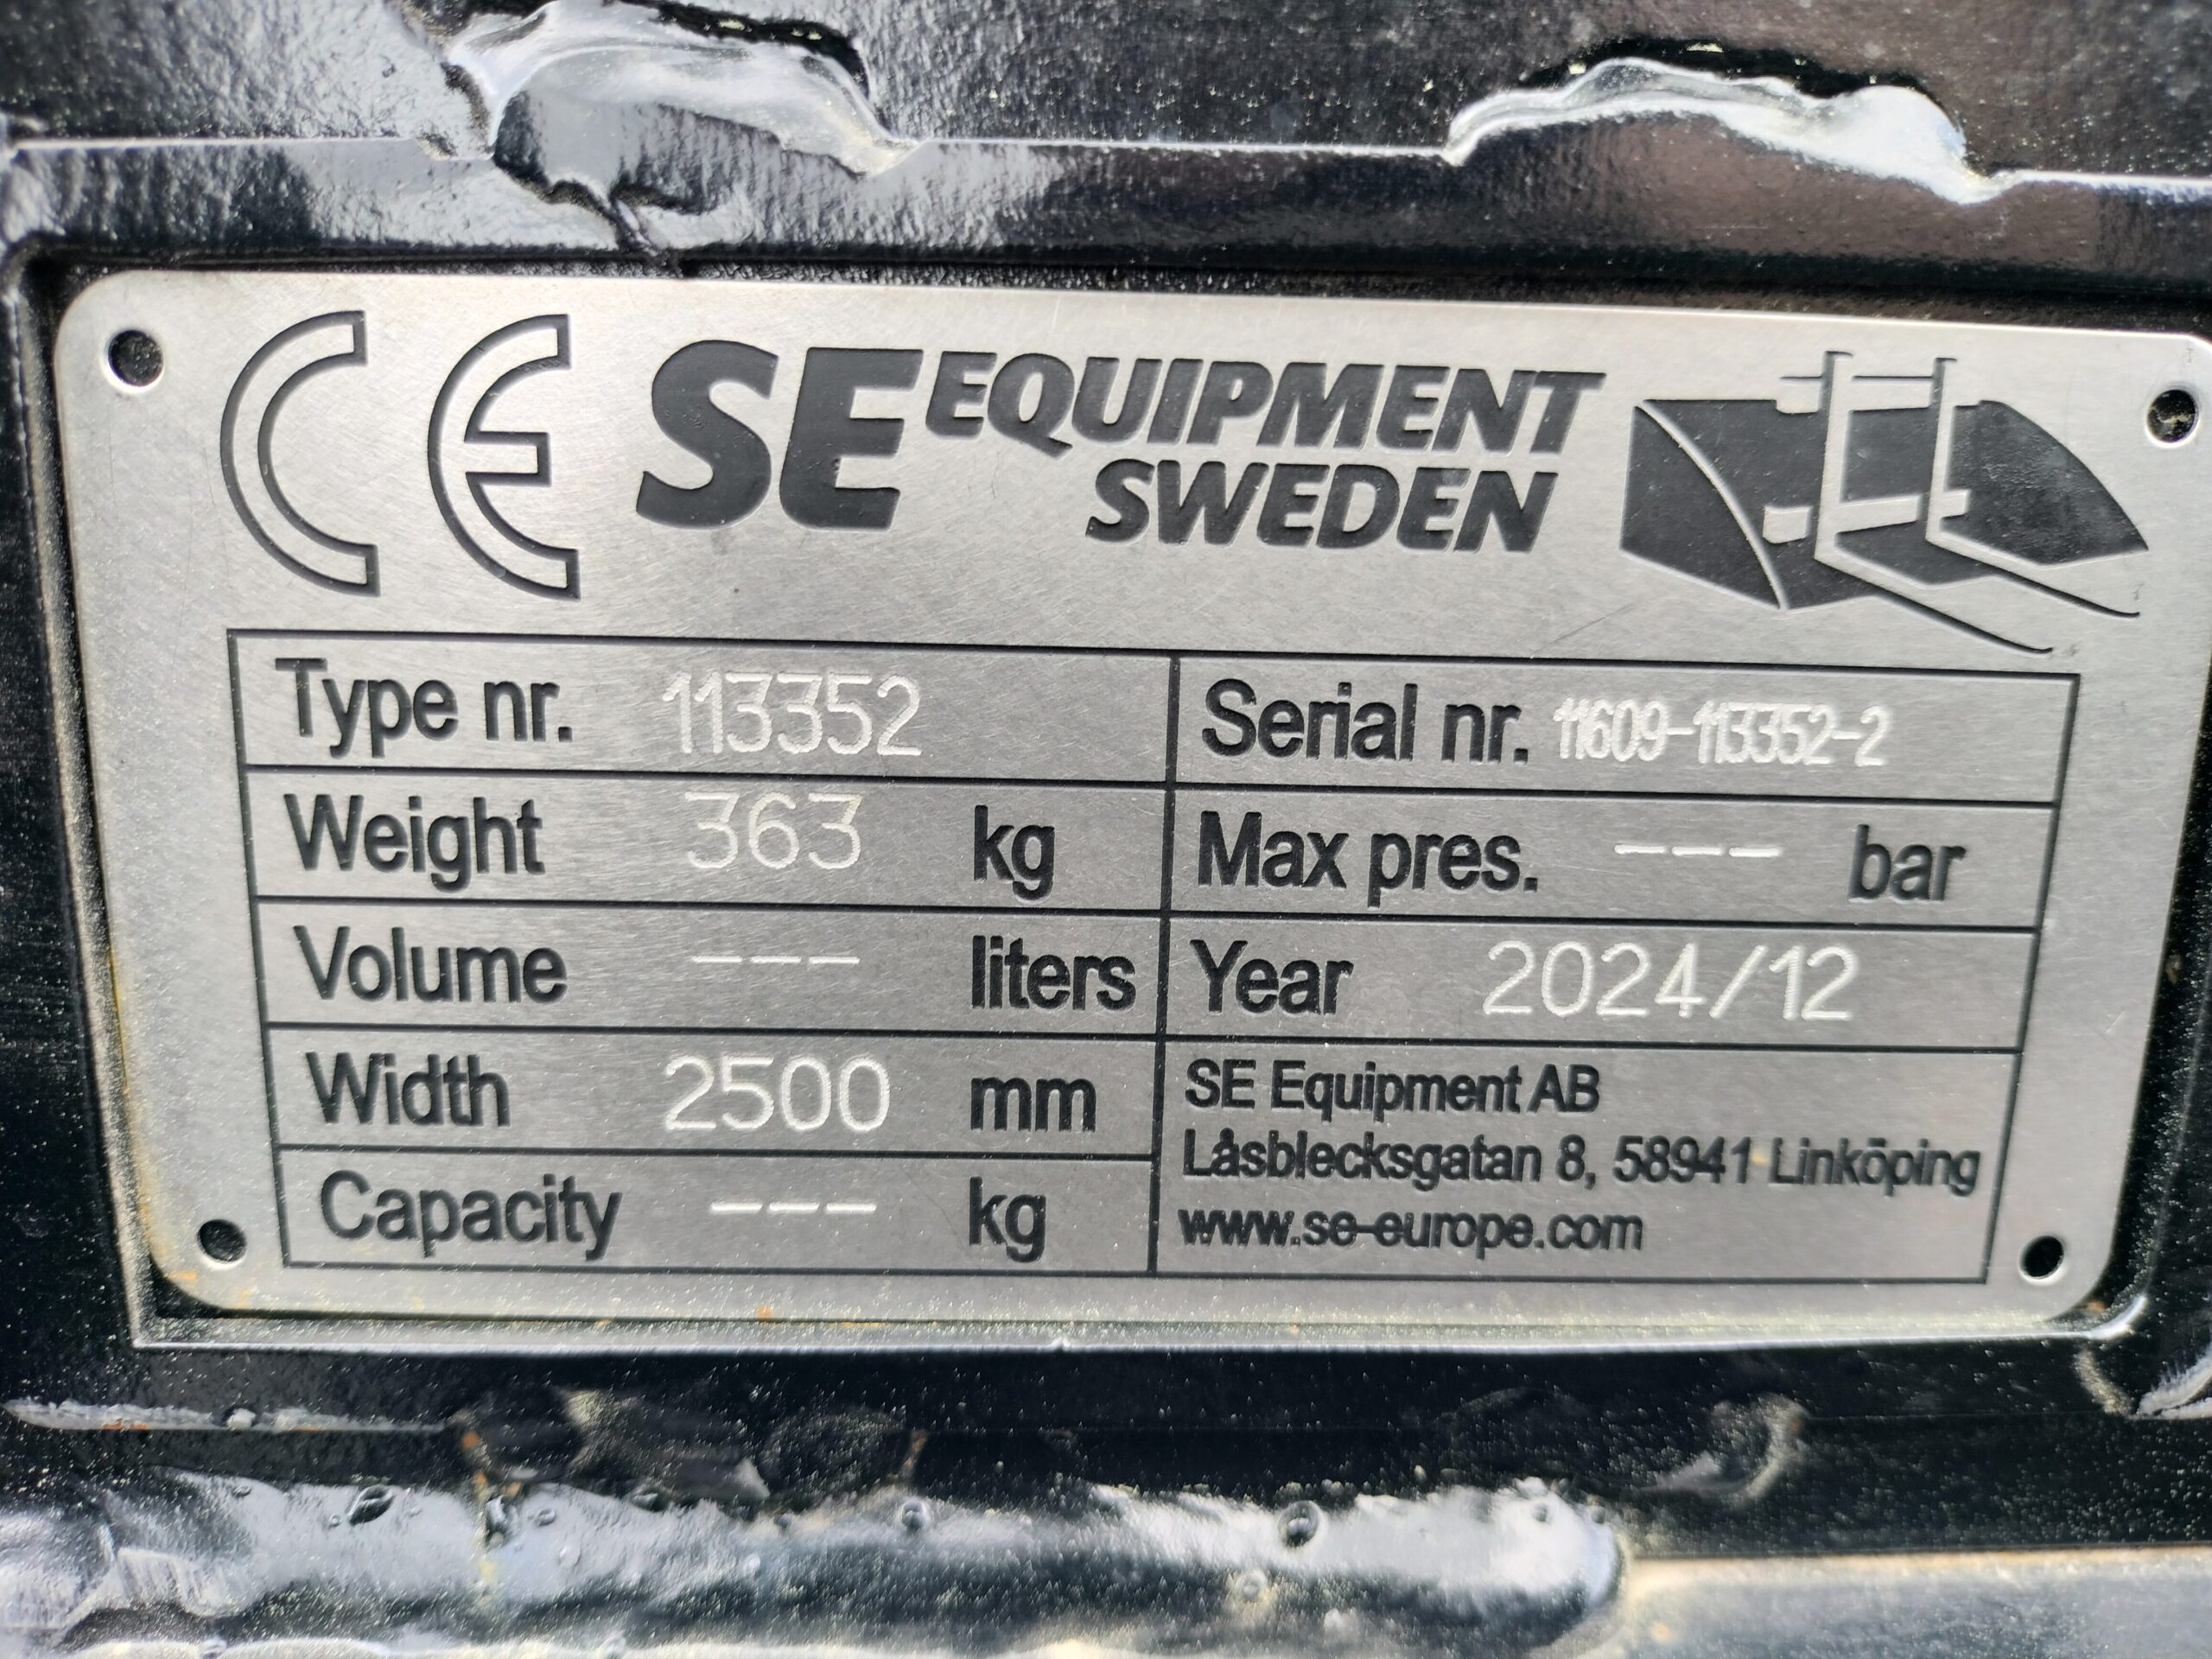 CE SE EQUIPMENT
SWEDEN
Type nr. 113352
Serial nr. 11609-113352-2
Weight 363 kg
Max pres. --- bar
Volume --- liters
Year 2024/12
Width 2500 mm
SE Equipment AB
Låsblecksgatan 8, 58941 Linköping
www.se-europe.com
Capacity --- kg